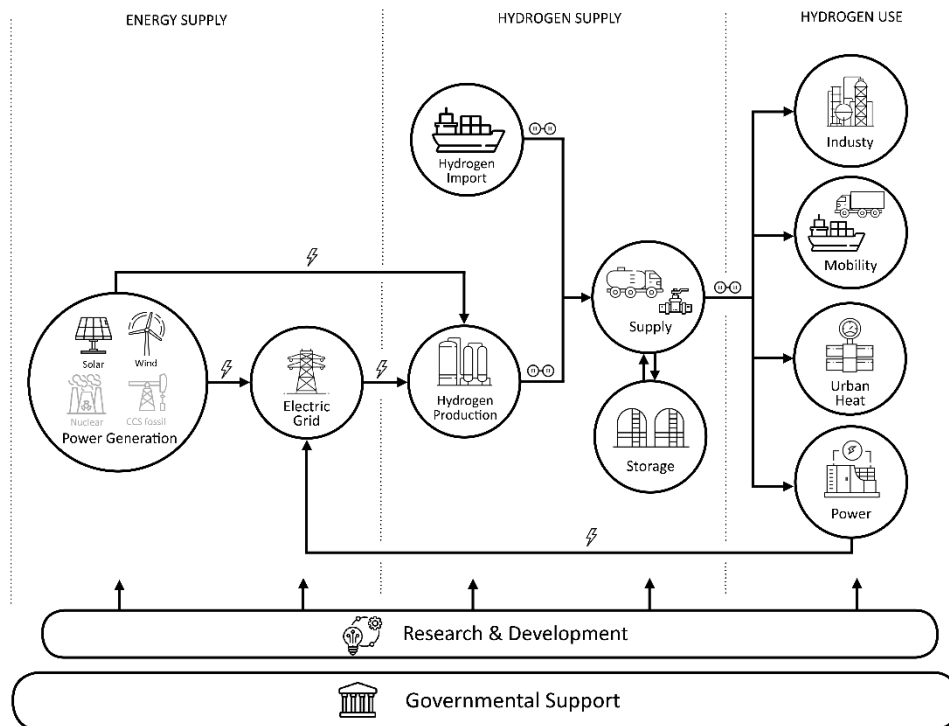 ENERGY SUPPLY
HYDROGEN SUPPLY
HYDROGEN USE
Hydrogen
Import
H H
Industy
Mobility
Supply
H H
Solar
Wind
Nuclear
CCS fossil
Power Generation
Electric
Grid
Hydrogen
Production
H H
Urban
Heat
Storage
Power
Research & Development
Governmental Support